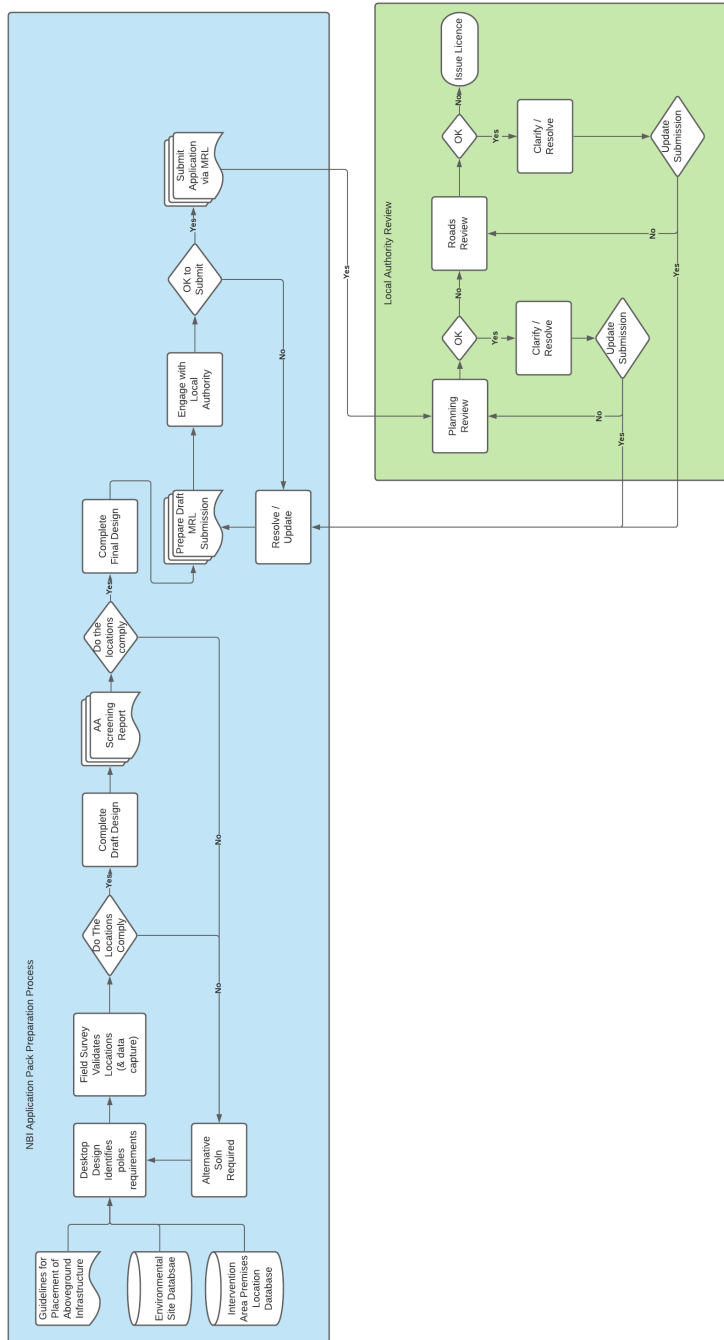 NBI Application Pack Preparation Process
Guidelines for
Placement of
Aboveground
Infrastructure
Environmental
Site Databsae
Intervention
Area Premises
Location
Database
Desktop
Design
Identifies
poles
requirements
Alternative
Soln
Required
Field Survey
Validates
Locations
(& data
capture)
Do The
Locations
Comply
Yes
No
Complete
Draft Design
AA
Screening
Report
Do the
locations
comply
Yes
No
Complete
Final Design
Prepare Draft
MRL
Submission
Resolve /
Update
Engage with
Local
Authority
OK to
Submit
Yes
No
Submit
Application
via MRL
Yes
Local Authority Review
Planning
Review
OK
No
Yes
Clarify /
Resolve
Update
Submission
No
Yes
Roads
Review
OK
No
Yes
Clarify /
Resolve
Update
Submission
No
Yes
Issue Licence